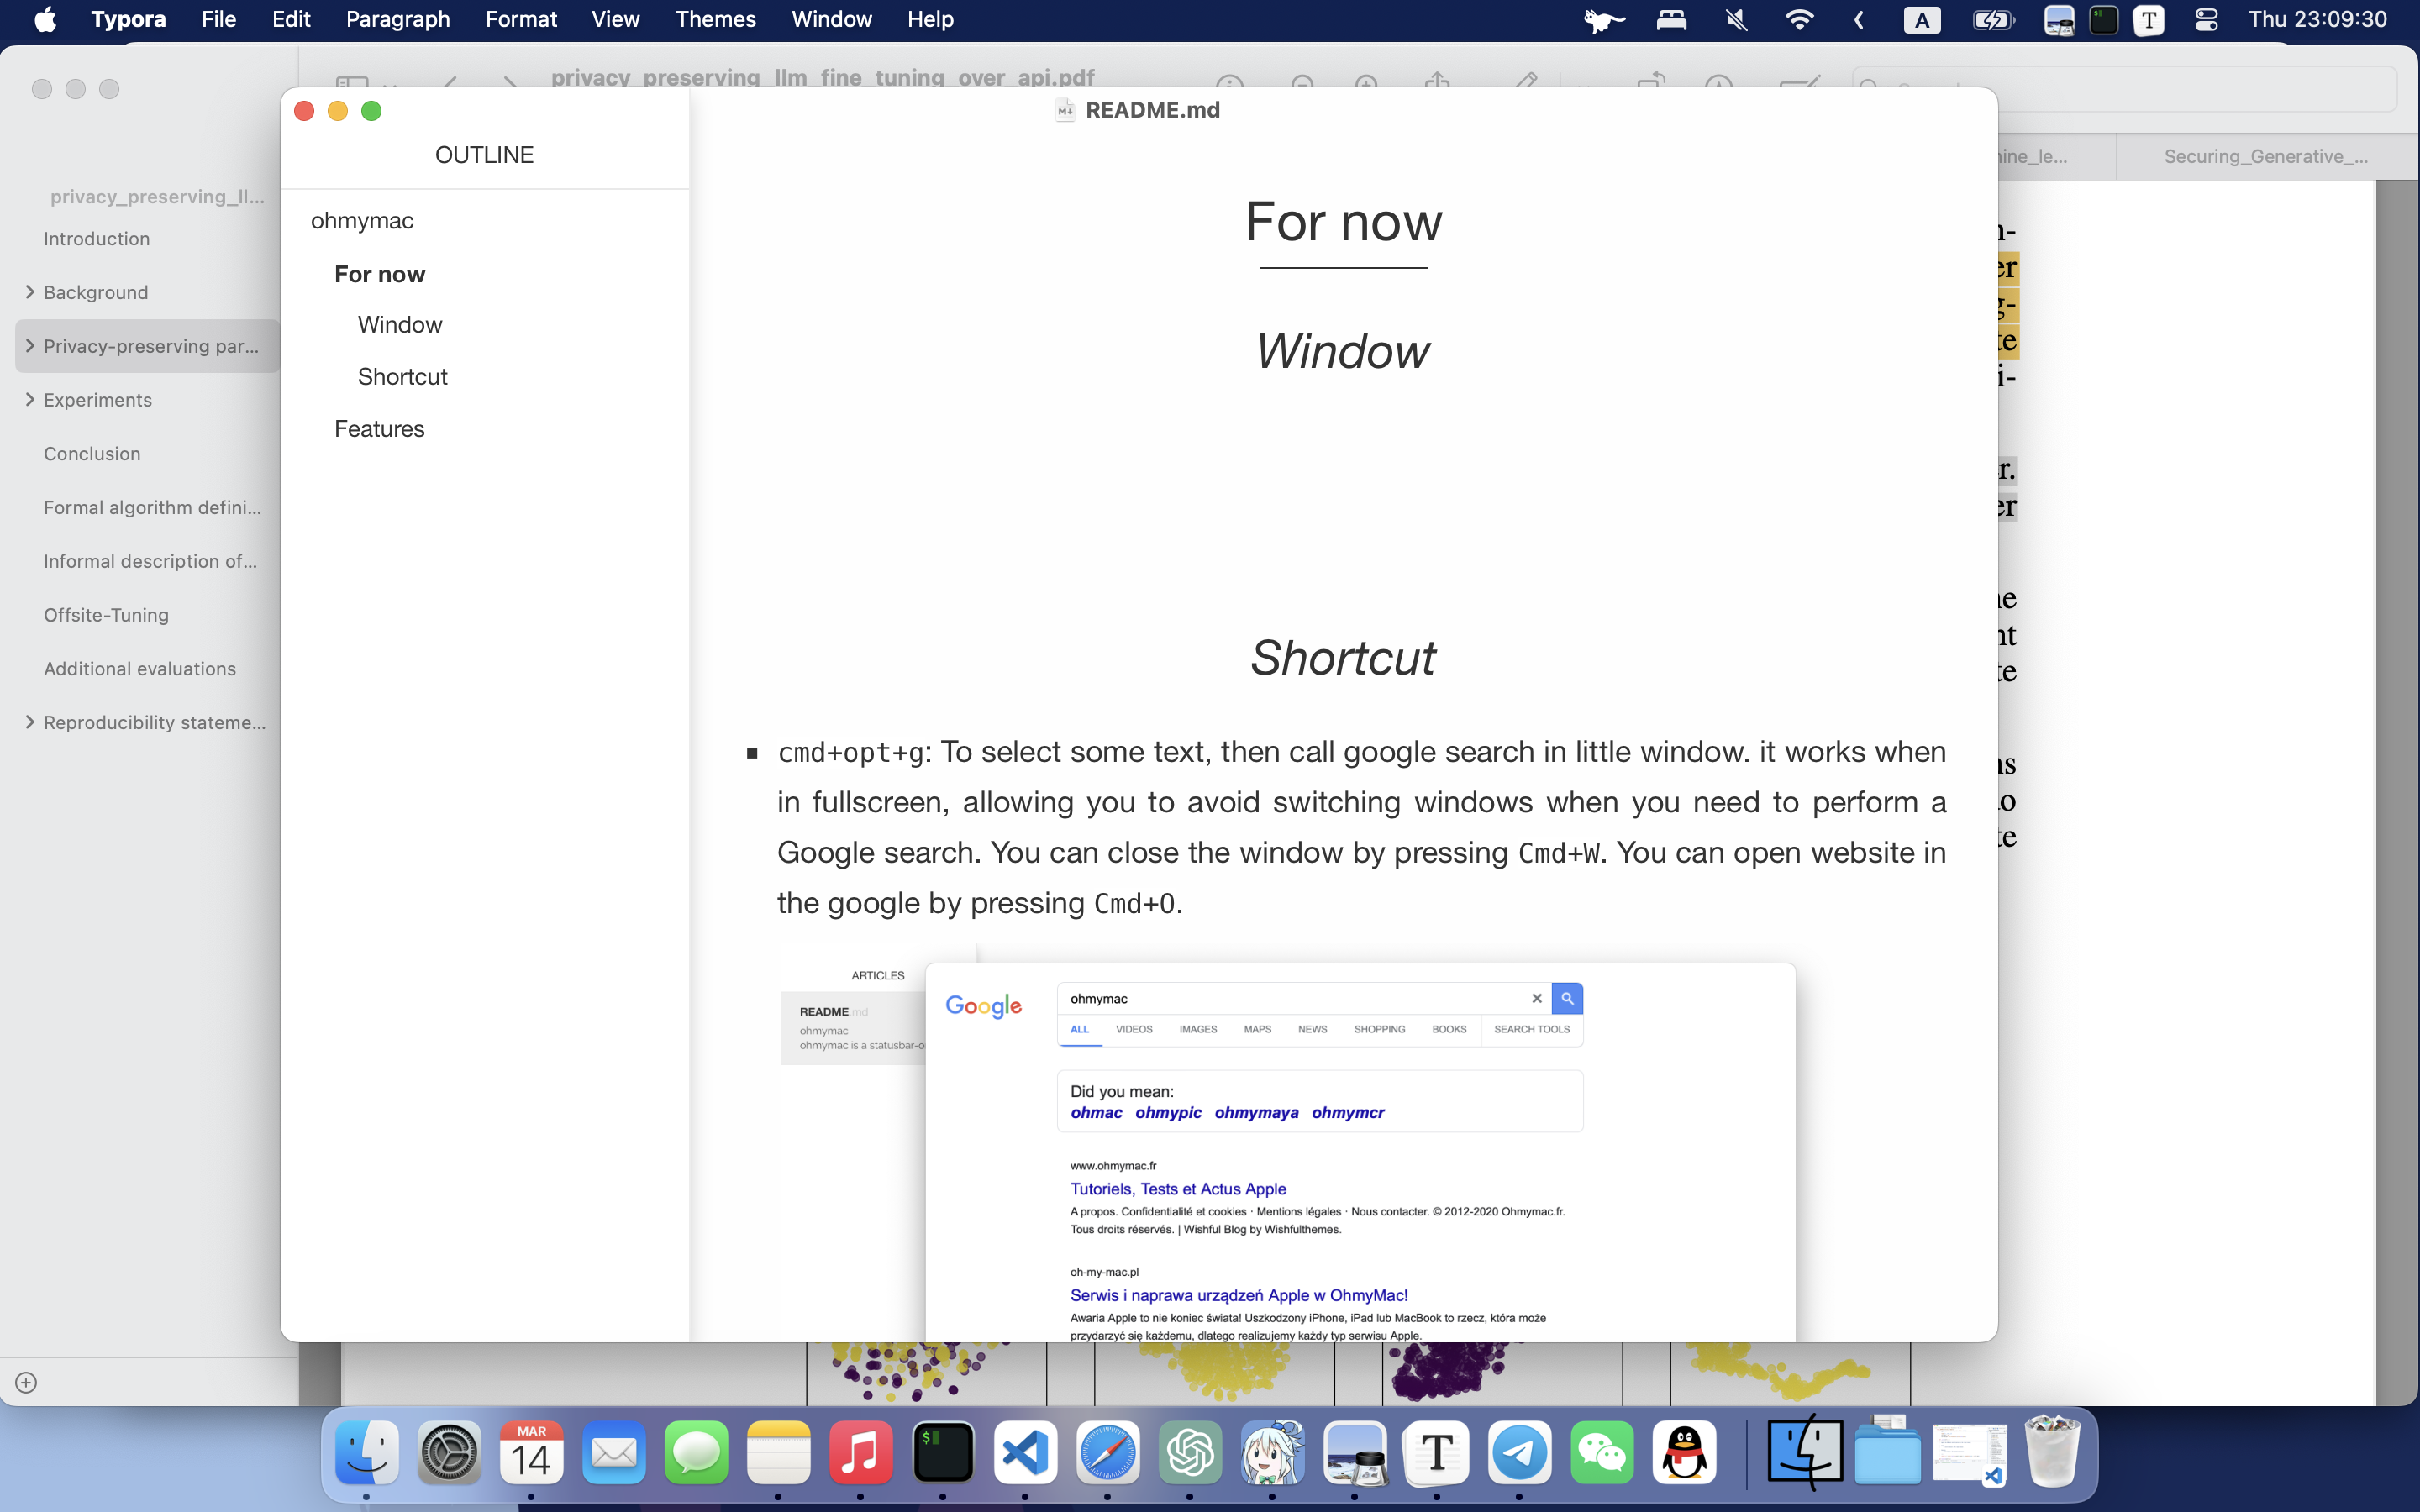 Typora File Edit Paragraph Format View Themes Window Help
A
$
T
Thu 23:09:30
privacy_preserving_llm_fine_tuning_over_api.pdf
ine_le...
Securing_Generative_...
privacy_preserving_ll...
Introduction
Background
Privacy-preserving par...
Experiments
Conclusion
Formal algorithm defini...
Informal description of...
Offsite-Tuning
Additional evaluations
Reproducibility stateme...
README.md
OUTLINE
ohmymac
For now
Window
Shortcut
Features
For now
Window
Shortcut
cmd+opt+g: To select some text, then call google search in little window. it works when
in fullscreen, allowing you to avoid switching windows when you need to perform a
Google search. You can close the window by pressing Cmd+W. You can open website in
the google by pressing Cmd+O.
ARTICLES
README.md
ohmymac
ohmymac is a statusbar-o
Google
ohmymac
ALL VIDEOS IMAGES MAPS NEWS SHOPPING BOOKS SEARCH TOOLS
Did you mean:
ohmac ohmypic ohmymaya ohmymcr
www.ohmymac.fr
Tutoriels, Tests et Actus Apple
A propos. Confidentialité et cookies · Mentions légales · Nous contacter. © 2012-2020 Ohmymac.fr.
Tous droits réservés. | Wishful Blog by Wishfulthemes.
oh-my-mac.pl
Serwis i naprawa urządzeń Apple w OhmyMac!
Awaria Apple to nie koniec świata! Uszkodzony iPhone, iPad lub MacBook to rzecz, która może
przydarzyć się każdemu, dlatego realizujemy każdy typ serwisu Apple.
er
g-
te
i-
r.
er
ne
nt
te
as
to
te
MAR
14
$
T